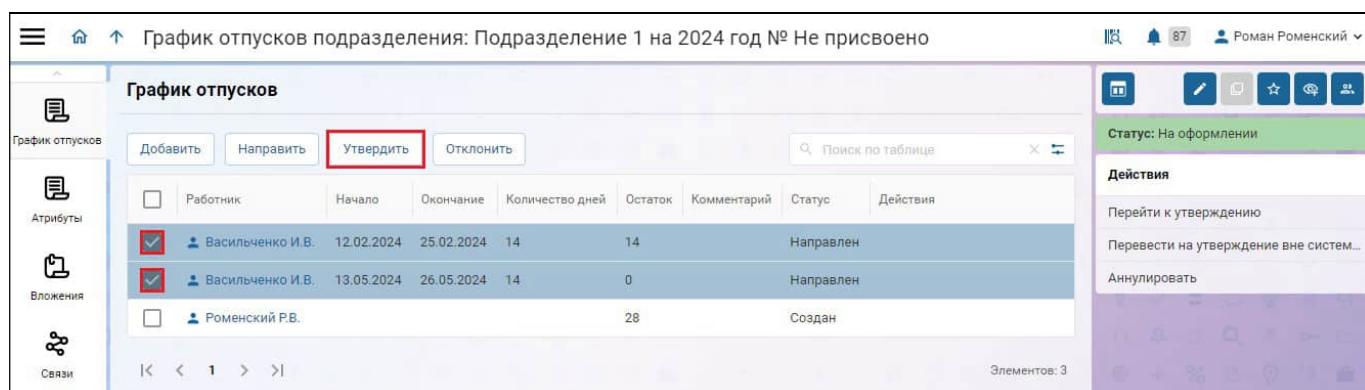 График отпусков подразделения: Подразделение 1 на 2024 год № Не присвоено
87 Роман Роменский
График отпусков
Атрибуты
Вложения
Связи
График отпусков
Добавить Направить Утвердить Отклонить Поиск по таблице
Работник Начало Окончание Количество дней Остаток Комментарий Статус Действия
Васильченко И.В. 12.02.2024 25.02.2024 14 14 Направлен
Васильченко И.В. 13.05.2024 26.05.2024 14 0 Направлен
Роменский Р.В. 28 Создан
1 Элементов: 3
Статус: На оформлении
Действия
Перейти к утверждению
Перевести на утверждение вне систем...
Аннулировать